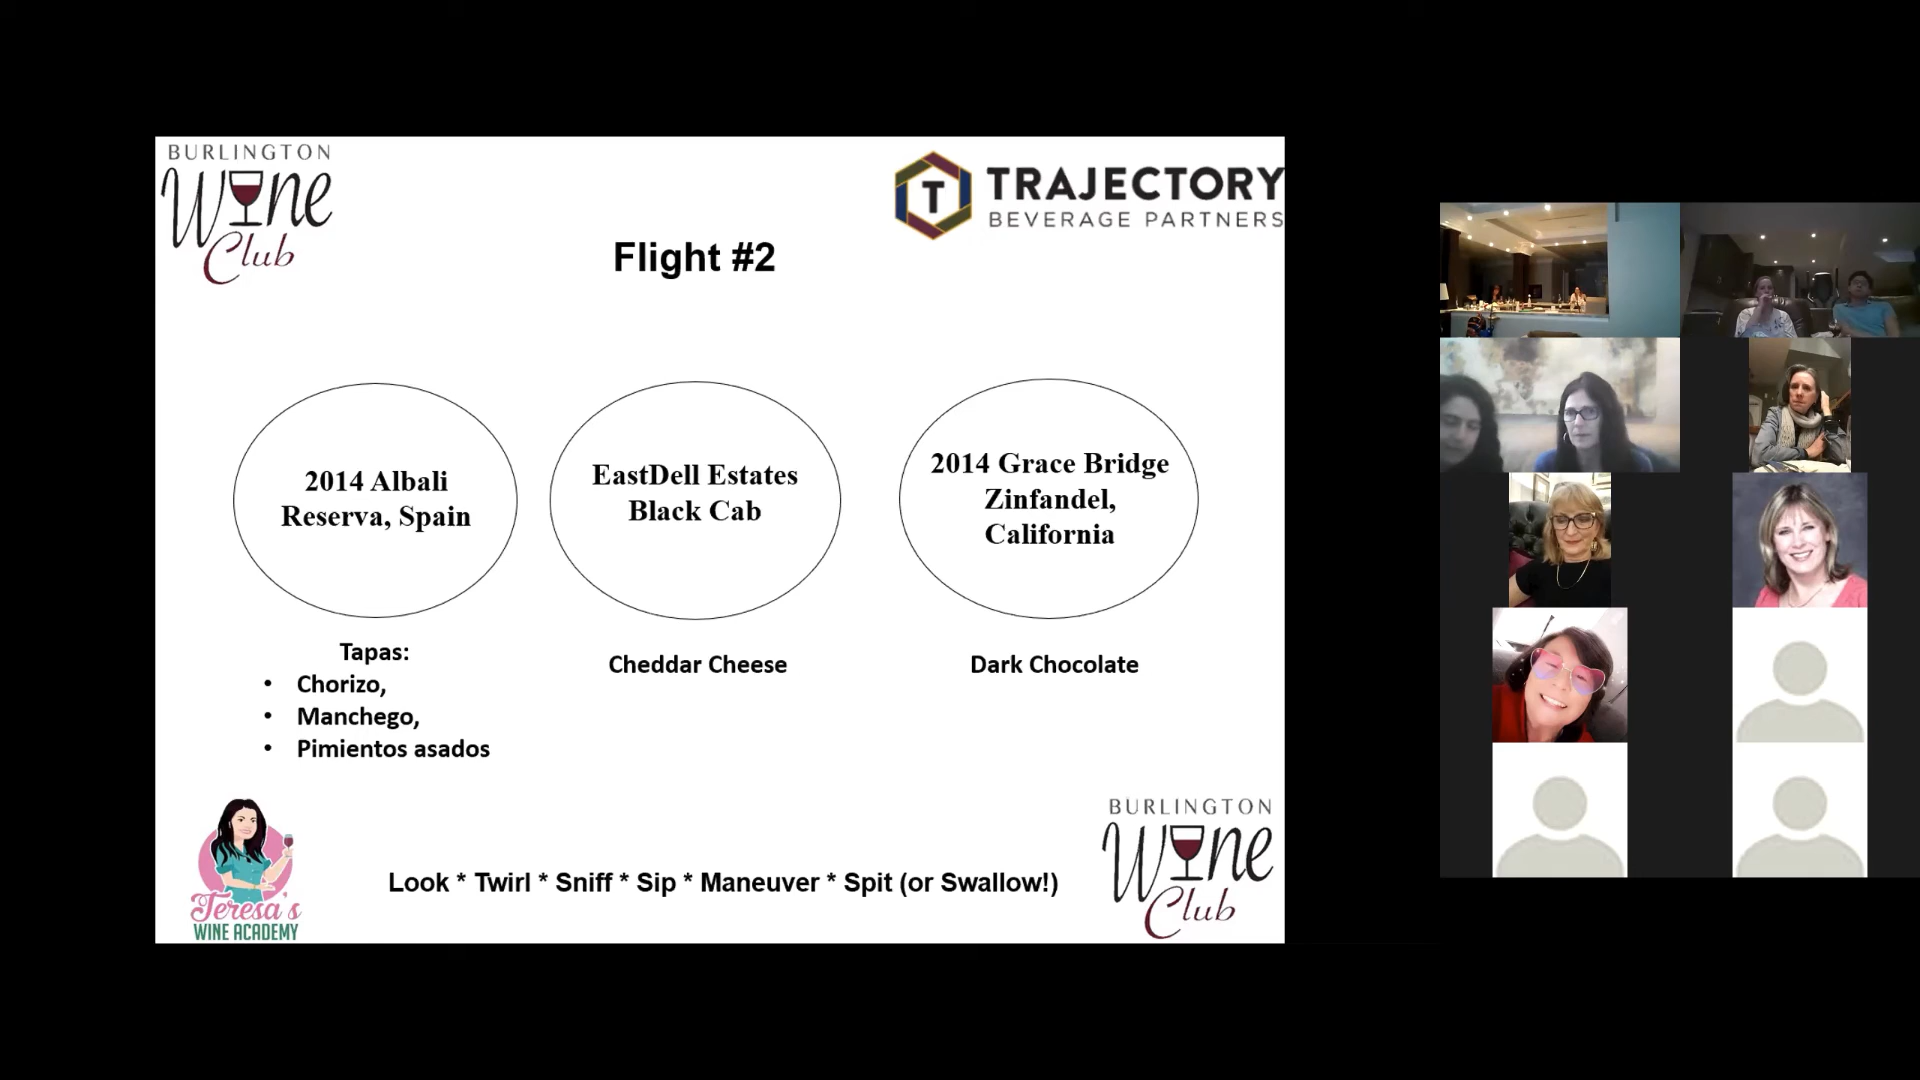 BURLINGTON
Wine
Club
T
TRAJECTORY
BEVERAGE PARTNERS
Flight #2
2014 Albali
Reserva, Spain
EastDell Estates
Black Cab
2014 Grace Bridge
Zinfandel,
California
Tapas:
• Chorizo,
• Manchego,
• Pimientos asados
Cheddar Cheese
Dark Chocolate
Teresa's
WINE ACADEMY
Look * Twirl * Sniff * Sip * Maneuver * Spit (or Swallow!)
BURLINGTON
Wine
Club